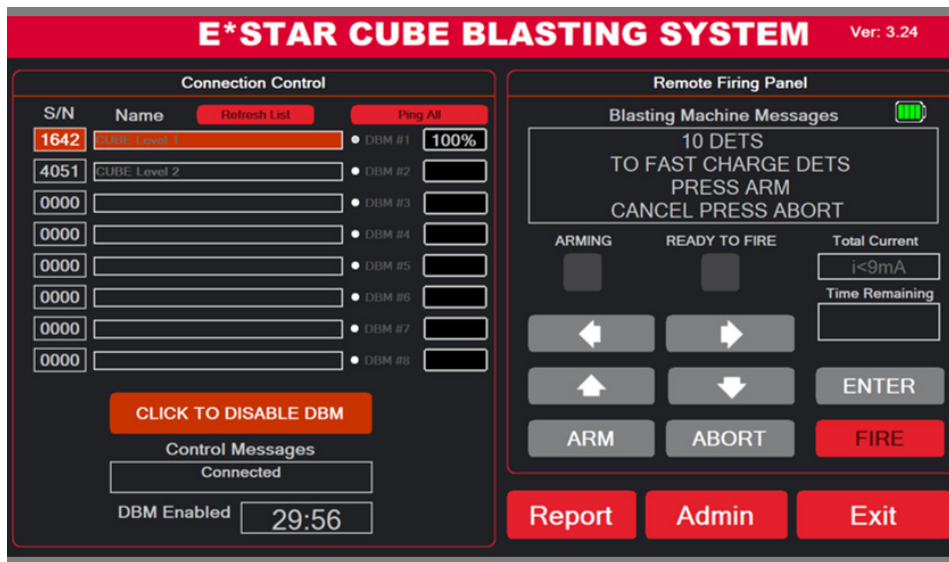 E*STAR CUBE BLASTING SYSTEM Ver: 3.24
Connection Control
S/N Name Refresh List Ping All
1642 CUBE Level 1 DBM #1 100%
4051 CUBE Level 2 DBM #2
0000 DBM #3
0000 DBM #4
0000 DBM #5
0000 DBM #6
0000 DBM #7
0000 DBM #8
CLICK TO DISABLE DBM
Control Messages
Connected
DBM Enabled 29:56
Remote Firing Panel
Blasting Machine Messages
10 DETS
TO FAST CHARGE DETS
PRESS ARM
CANCEL PRESS ABORT
ARMING READY TO FIRE Total Current
i<9mA
Time Remaining
ENTER
ARM ABORT FIRE
Report Admin Exit